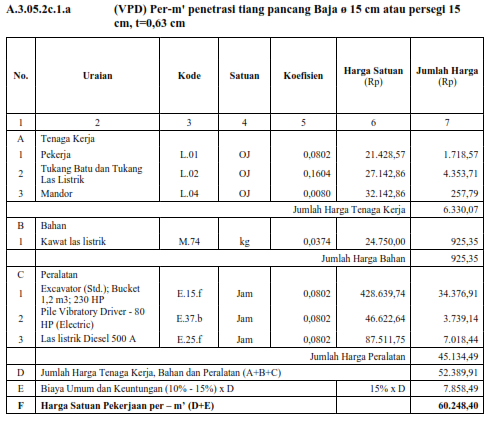 A.3.05.2c.1.a (VPD) Per-m' penetrasi tiang pancang Baja ø 15 cm atau persegi 15
cm, t=0,63 cm
No. Uraian Kode Satuan Koefisien Harga Satuan Jumlah Harga
(Rp) (Rp)
1 2 3 4 5 6 7
A Tenaga Kerja
1 Pekerja L.01 OJ 0,0802 21.428,57 1.718,57
2 Tukang Batu dan Tukang L.02 OJ 0,1604 27.142,86 4.353,71
Las Listrik
3 Mandor L.04 OJ 0,0080 32.142,86 257,79
Jumlah Harga Tenaga Kerja 6.330,07
B Bahan
1 Kawat las listrik M.74 kg 0,0374 24.750,00 925,35
Jumlah Harga Bahan 925,35
C Peralatan
1 Excavator (Std.); Bucket E.15.f Jam 0,0802 428.639,74 34.376,91
1,2 m3; 230 HP
2 Pile Vibratory Driver - 80 E.37.b Jam 0,0802 46.622,64 3.739,14
HP (Electric)
3 Las listrik Diesel 500 A E.25.f Jam 0,0802 87.511,75 7.018,44
Jumlah Harga Peralatan 45.134,49
D Jumlah Harga Tenaga Kerja, Bahan dan Peralatan (A+B+C) 52.389,91
E Biaya Umum dan Keuntungan (10% - 15%) x D 15% x D 7.858,49
F Harga Satuan Pekerjaan per – m' (D+E) 60.248,40